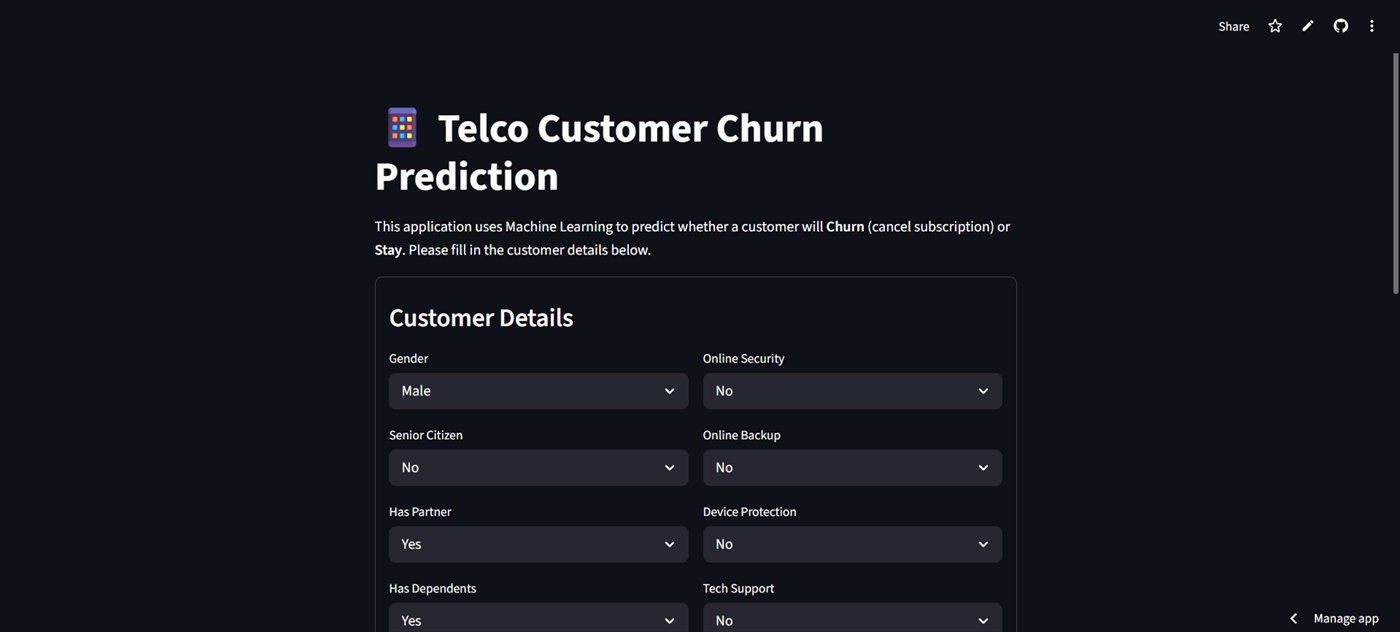 Share
Telco Customer Churn
Prediction
This application uses Machine Learning to predict whether a customer will Churn (cancel subscription) or
Stay. Please fill in the customer details below.
Customer Details
Gender
Male
Online Security
No
Senior Citizen
No
Online Backup
No
Has Partner
Yes
Device Protection
No
Has Dependents
Yes
Tech Support
No
Manage app